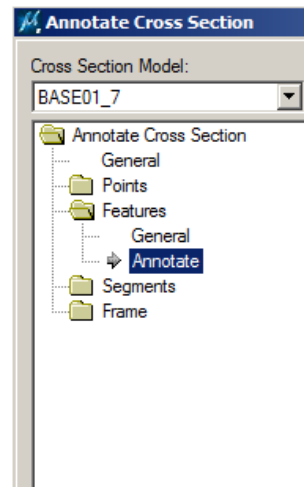 Annotate Cross Section
Cross Section Model:
BASE01_7
Annotate Cross Section
General
Points
Features
General
Annotate
Segments
Frame